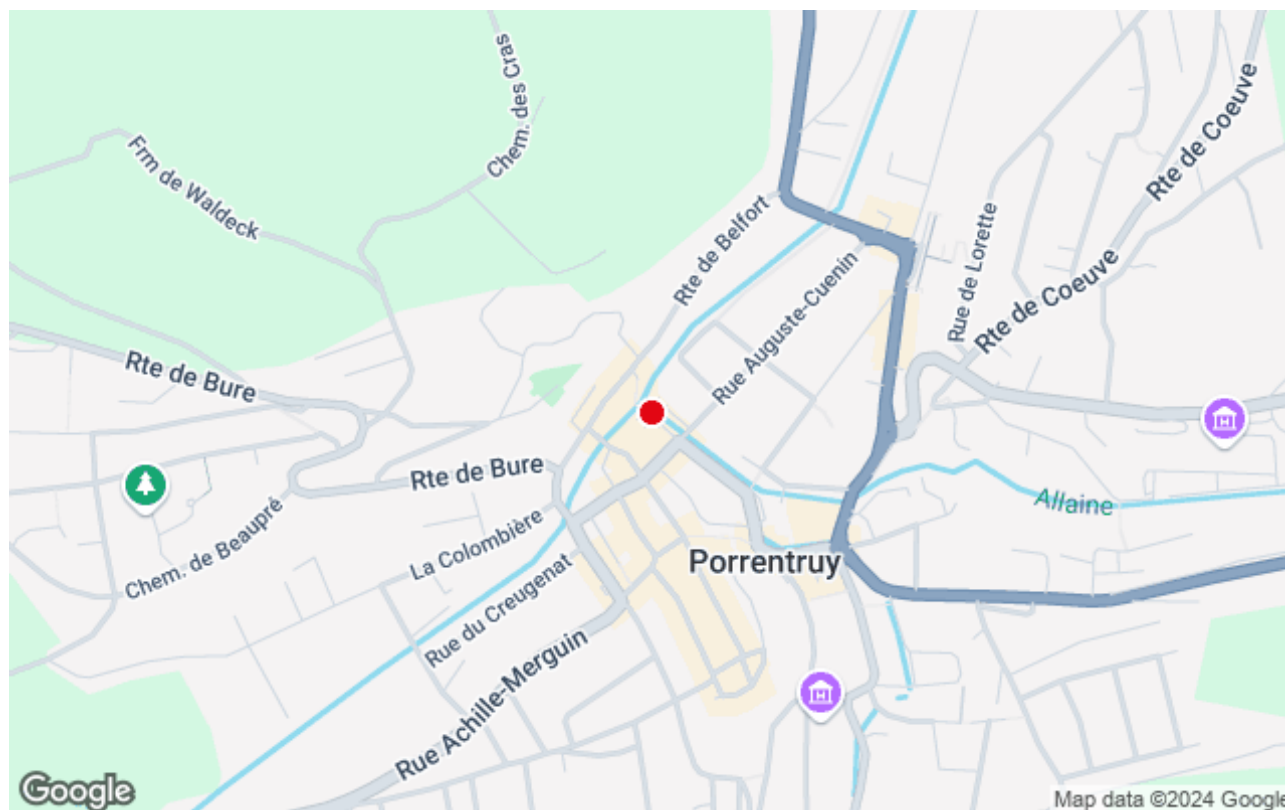 Chem. des Cras
Frm de Waldeck
Rte de Belfort
Rte de Coeuve
Rue de Lorette
Rte de Coeuve
Rue Auguste-Cuenin
Rte de Bure
Rte de Bure
Allaine
La Colombière
Chem. de Beaupré
Porrentruy
Rue du Creugenat
Rue Achille-Merguin
Google
Map data ©2024 Google